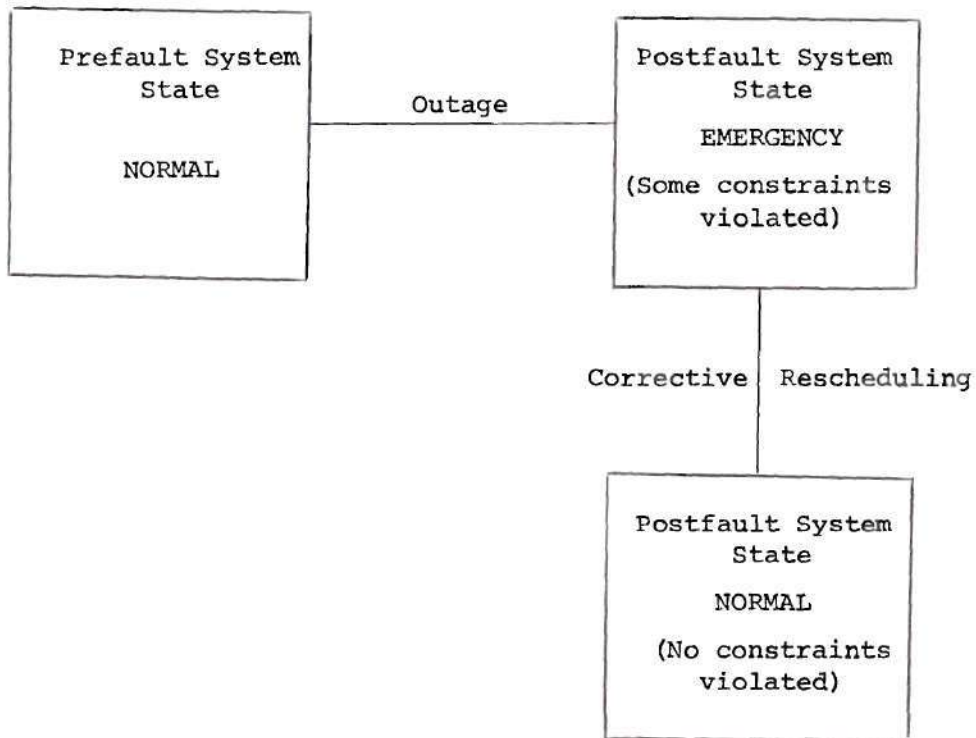 Prefault System
State
NORMAL
Outage
Postfault System
State
EMERGENCY
(Some constraints
violated)
Corrective Rescheduling
Postfault System
State
NORMAL
(No constraints
violated)